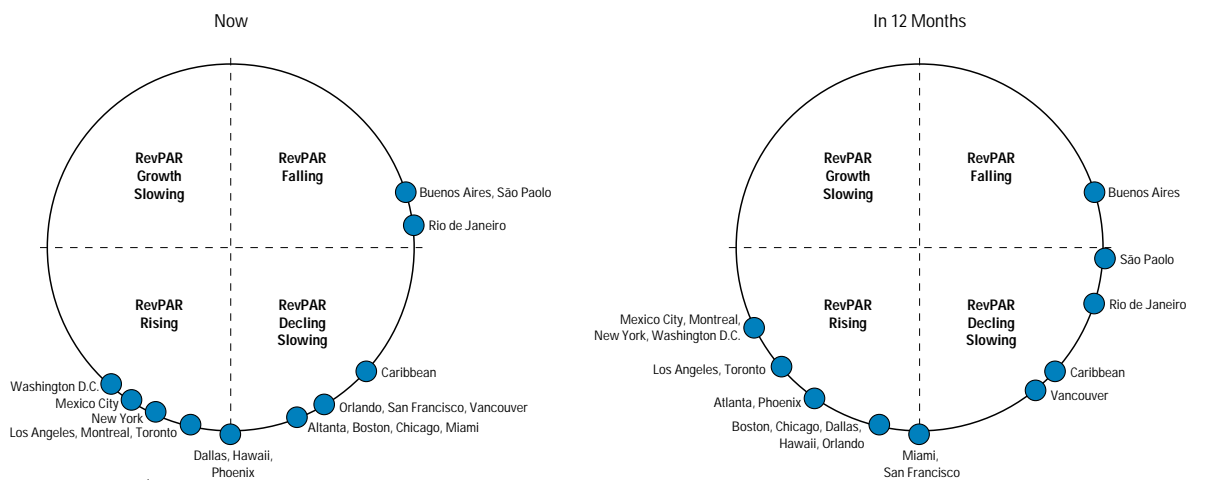 Now
RevPAR
Growth
Slowing
RevPAR
Falling
Buenos Aires, São Paolo
Rio de Janeiro
RevPAR
Rising
RevPAR
Decling
Slowing
Caribbean
Washington D.C.
Mexico City
New York
Los Angeles, Montreal, Toronto
Orlando, San Francisco, Vancouver
Altanta, Boston, Chicago, Miami
Dallas, Hawaii,
Phoenix
In 12 Months
RevPAR
Growth
Slowing
RevPAR
Falling
Buenos Aires
São Paolo
Rio de Janeiro
RevPAR
Rising
RevPAR
Decling
Slowing
Mexico City, Montreal,
New York, Washington D.C.
Los Angeles, Toronto
Caribbean
Vancouver
Atlanta, Phoenix
Boston, Chicago, Dallas,
Hawaii, Orlando
Miami,
San Francisco